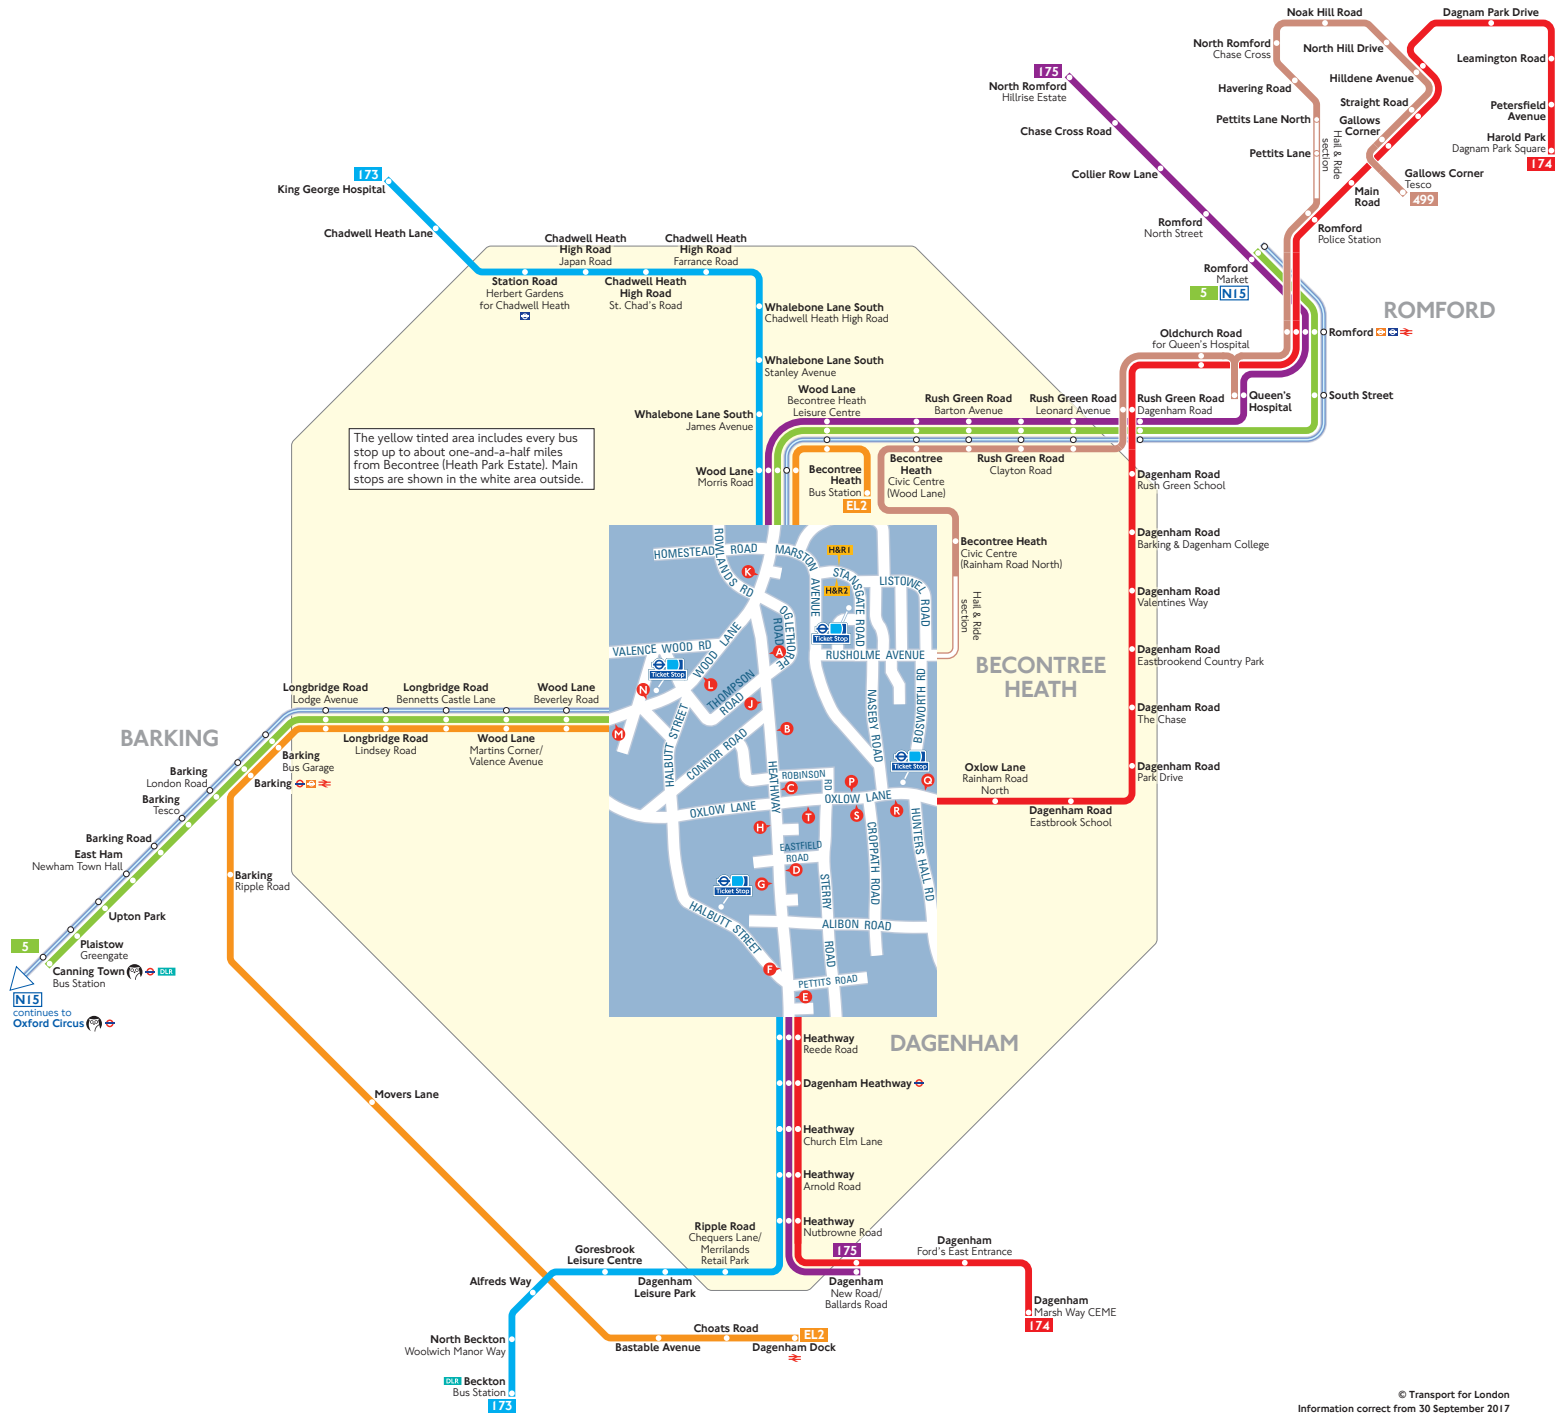 Noak Hill Road
Dagnam Park Drive
North Romford
Chase Cross
North Hill Drive
Leamington Road
175
North Romford
Hillrise Estate
Havering Road
Hilldene Avenue
Straight Road
Petersfield
Avenue
Chase Cross Road
Pettits Lane North
Gallows
Corner
Harold Park
Dagnam Park Square
174
Pettits Lane
Hail & Ride
section
173
King George Hospital
Collier Row Lane
Gallows Corner
Tesco
499
Main
Road
Chadwell Heath Lane
Romford
North Street
Romford
Police Station
Chadwell Heath
High Road
Japan Road
Chadwell Heath
High Road
Farrance Road
Station Road
Herbert Gardens
for Chadwell Heath
Chadwell Heath
High Road
St. Chad's Road
Romford
Market
5
N15
ROMFORD
Whalebone Lane South
Chadwell Heath High Road
Oldchurch Road
for Queen's Hospital
Romford
Whalebone Lane South
Stanley Avenue
Wood Lane
Becontree Heath
Leisure Centre
Rush Green Road
Barton Avenue
Rush Green Road
Leonard Avenue
Rush Green Road
Dagenham Road
Queen's
Hospital
South Street
Whalebone Lane South
James Avenue
The yellow tinted area includes every bus
stop up to about one-and-a-half miles
from Becontree (Heath Park Estate). Main
stops are shown in the white area outside.
Wood Lane
Morris Road
Becontree
Heath
Bus Station
EL2
Becontree
Heath
Civic Centre
(Wood Lane)
Rush Green Road
Clayton Road
Dagenham Road
Rush Green School
Becontree Heath
Civic Centre
(Rainham Road North)
Dagenham Road
Barking & Dagenham College
Hail & Ride
section
Dagenham Road
Valentines Way
BECONTREE
HEATH
Dagenham Road
Eastbrookend Country Park
Dagenham Road
The Chase
Dagenham Road
Park Drive
Oxlow Lane
Rainham Road
North
Dagenham Road
Eastbrook School
HOMESTEAD ROAD
ROWLANDS RD
MARSTON AVENUE
H&R1
H&R2
STANSGATE ROAD
LISTOWEL ROAD
K
OGLETHORPE ROAD
VALENCE WOOD RD
WOOD LANE
Ticket Stop
Ticket Stop
RUSHOLME AVENUE
A
N
L
THOMPSON ROAD
J
B
M
HALBUTT STREET
CONNOR ROAD
HEATHWAY
NASEBY ROAD
BOSWORTH RD
Ticket Stop
ROBINSON RD
C
P
Q
OXLOW LANE
OXLOW LANE
T
S
R
H
EASTFIELD
ROAD
CROPPATH ROAD
HUNTERS HALL RD
D
G
Ticket Stop
STERRY ROAD
HALBUTT STREET
ALIBON ROAD
F
PETTITS ROAD
E
Longbridge Road
Lodge Avenue
Longbridge Road
Bennetts Castle Lane
Wood Lane
Beverley Road
BARKING
Longbridge Road
Lindsey Road
Wood Lane
Martins Corner/
Valence Avenue
Barking
Bus Garage
Barking
Barking
London Road
Barking
Tesco
Barking Road
East Ham
Newham Town Hall
Barking
Ripple Road
Upton Park
5
Plaistow
Greengate
Canning Town
DLR
Bus Station
N15
continues to
Oxford Circus
Heathway
Reede Road
DAGENHAM
Dagenham Heathway
Movers Lane
Heathway
Church Elm Lane
Heathway
Arnold Road
Heathway
Nutbrowne Road
Ripple Road
Chequers Lane/
Merrilands
Retail Park
Goresbrook
Leisure Centre
175
Dagenham
Ford's East Entrance
Alfreds Way
Dagenham
Leisure Park
Dagenham
New Road/
Ballards Road
Dagenham
Marsh Way CEME
174
North Beckton
Woolwich Manor Way
Bastable Avenue
Choats Road
EL2
Dagenham Dock
DLR
Beckton
Bus Station
173
© Transport for London
Information correct from 30 September 2017